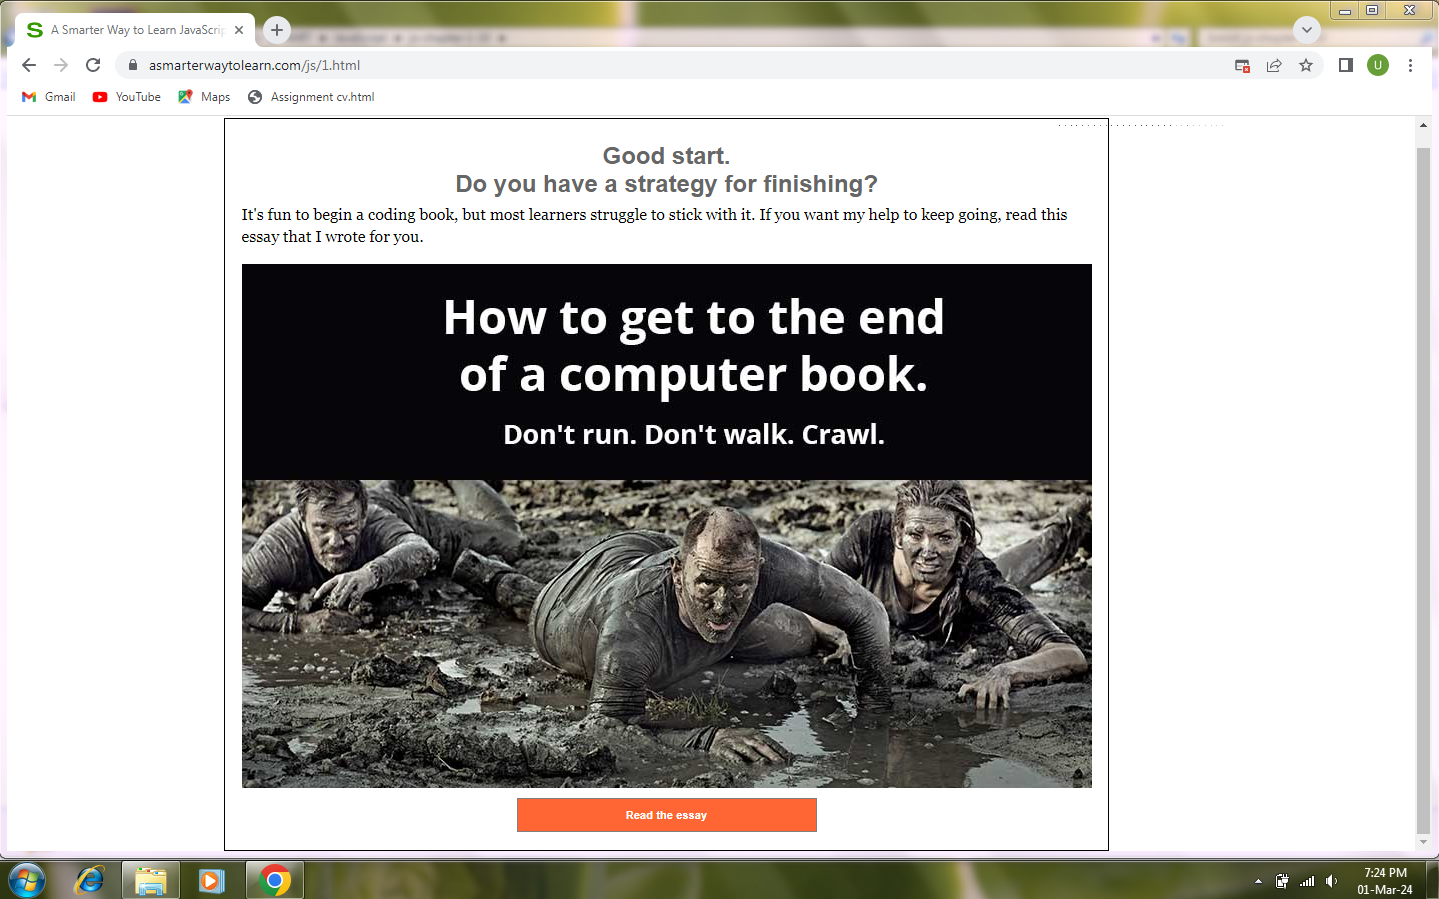 A Smarter Way to Learn JavaScrip
asmarterwaytolearn.com/js/1.html
U
Gmail
YouTube
Maps
Assignment cv.html
Good start.
Do you have a strategy for finishing?
It's fun to begin a coding book, but most learners struggle to stick with it. If you want my help to keep going, read this
essay that I wrote for you.
How to get to the end
of a computer book.
Don't run. Don't walk. Crawl.
Read the essay
7:24 PM
01-Mar-24